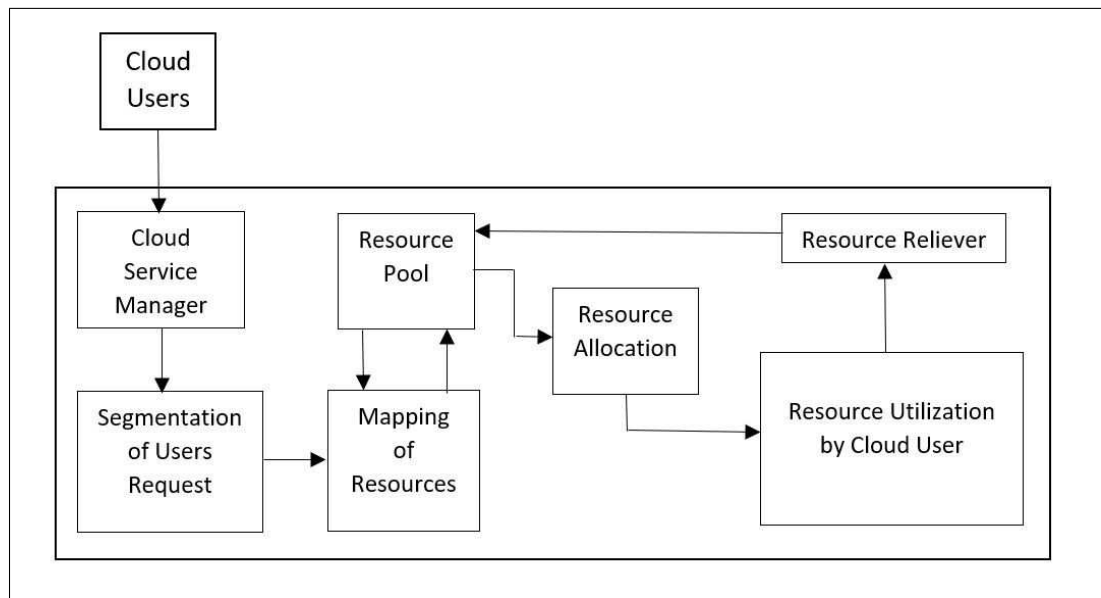 Cloud
Users
Cloud
Service
Manager
Resource
Pool
Resource Reliever
Resource
Allocation
Segmentation
of Users
Request
Mapping
of
Resources
Resource Utilization
by Cloud User